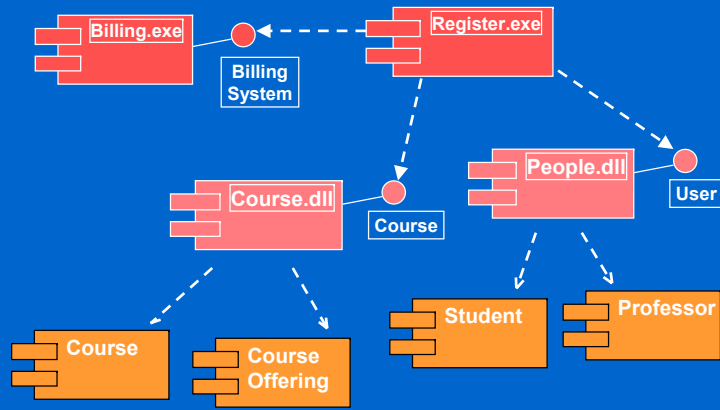 Billing.exe
Register.exe
Billing
System
Course.dll
People.dll
Course
User
Course
Course
Offering
Student
Professor